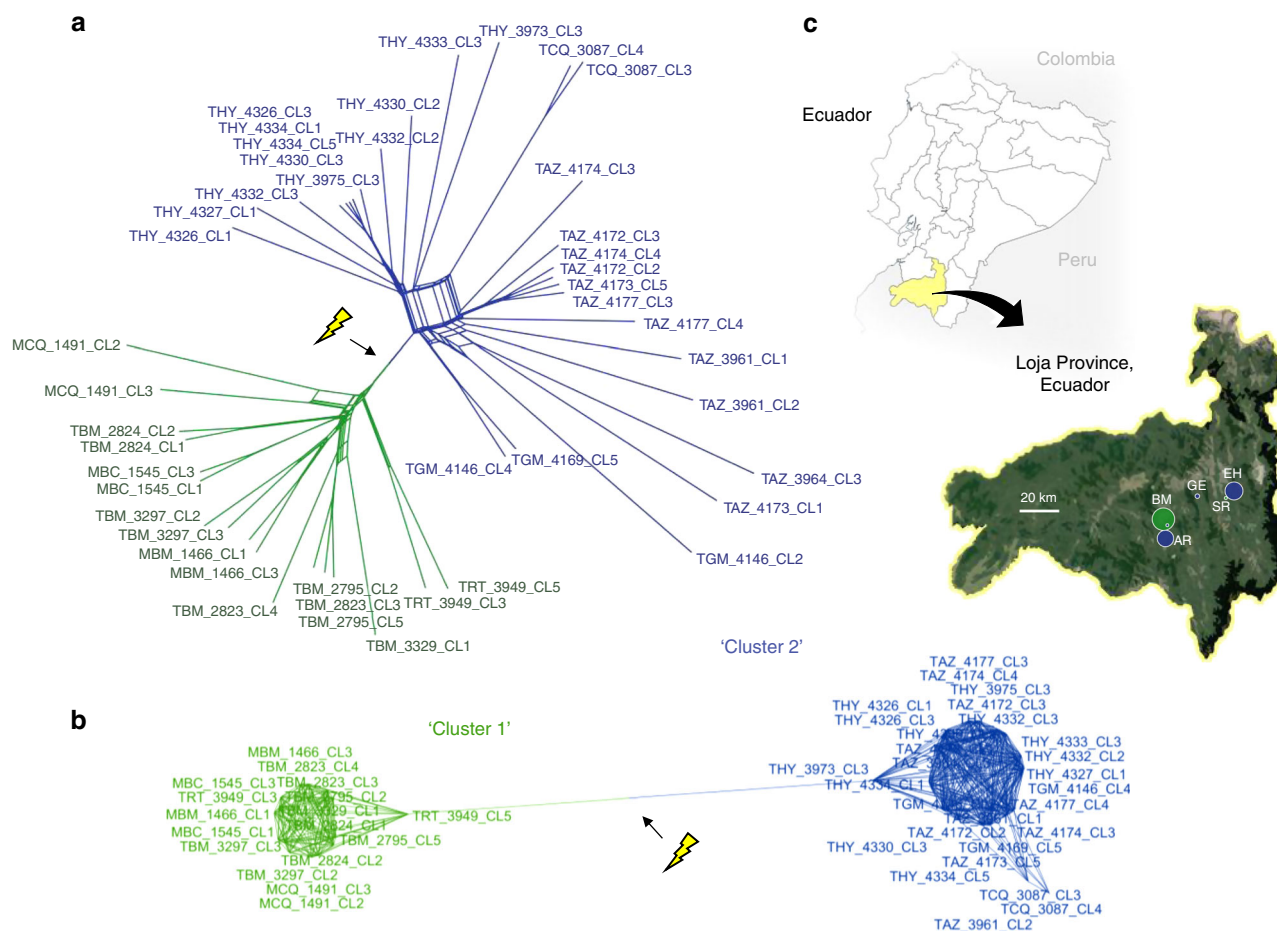 a
THY_4333_CL3
THY_3973_CL3
TCQ_3087_CL4
TCQ_3087_CL3
THY_4330_CL2
THY_4326_CL3
THY_4334_CL1
THY_4334_CL5
THY_4332_CL2
THY_4330_CL3
THY_3975_CL3
THY_4332_CL3
THY_4327_CL1
THY_4326_CL1
TAZ_4174_CL3
TAZ_4172_CL3
TAZ_4174_CL4
TAZ_4172_CL2
TAZ_4173_CL5
TAZ_4177_CL3
TAZ_4177_CL4
TAZ_3961_CL1
TAZ_3961_CL2
TAZ_3964_CL3
TAZ_4173_CL1
TGM_4146_CL2
TGM_4146_CL4
TGM_4169_CL5
MCQ_1491_CL2
MCQ_1491_CL3
TBM_2824_CL2
TBM_2824_CL1
MBC_1545_CL3
MBC_1545_CL1
TBM_3297_CL2
TBM_3297_CL3
MBM_1466_CL1
MBM_1466_CL3
TBM_2823_CL4
TBM_2795_CL2
TBM_2823_CL3
TBM_2795_CL5
TBM_3329_CL1
TRT_3949_CL5
TRT_3949_CL3
c
Colombia
Ecuador
Peru
Loja Province,
Ecuador
20 km
EH
GE
SR
BM
AR
b
'Cluster 1'
'Cluster 2'
MBM_1466_CL3
TBM_2823_CL4
MBC_1545_CL3
TBM_2823_CL3
TRT_3949_CL3
MBM_1466_CL1
TRT_3949_CL5
MBC_1545_CL1
TBM_2795_CL5
TBM_3297_CL3
TBM_2824_CL2
TBM_3297_CL2
MCQ_1491_CL3
MCQ_1491_CL2
TAZ_4177_CL3
TAZ_4174_CL4
THY_3975_CL3
THY_4326_CL1
TAZ_4172_CL3
THY_4326_CL3
THY_4332_CL3
THY_4333_CL3
THY_4332_CL2
THY_3973_CL3
THY_4334_CL1
THY_4327_CL1
TGM_4146_CL4
TAZ_4177_CL4
TAZ_4172_CL2
TAZ_4174_CL3
THY_4330_CL3
TGM_4169_CL5
TAZ_4173_CL5
THY_4334_CL5
TCQ_3087_CL3
TCQ_3087_CL4
TAZ_3961_CL2